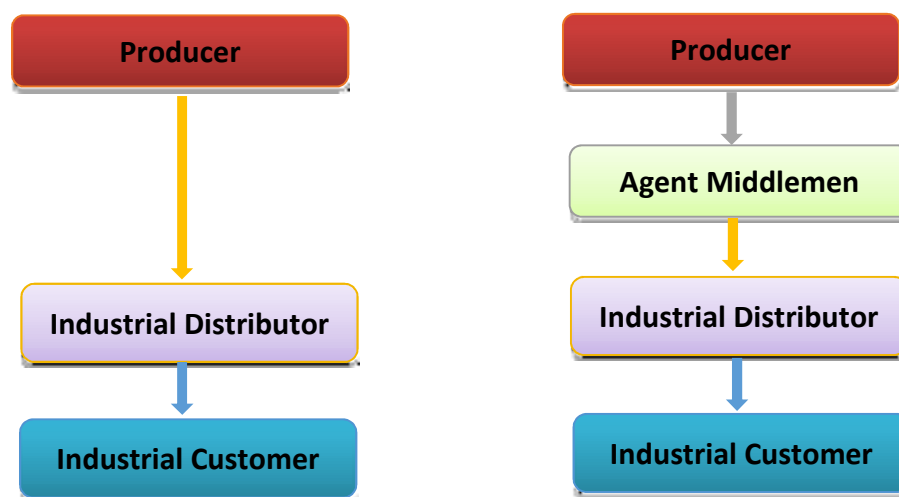 Producer
Industrial Distributor
Industrial Customer
Producer
Agent Middlemen
Industrial Distributor
Industrial Customer